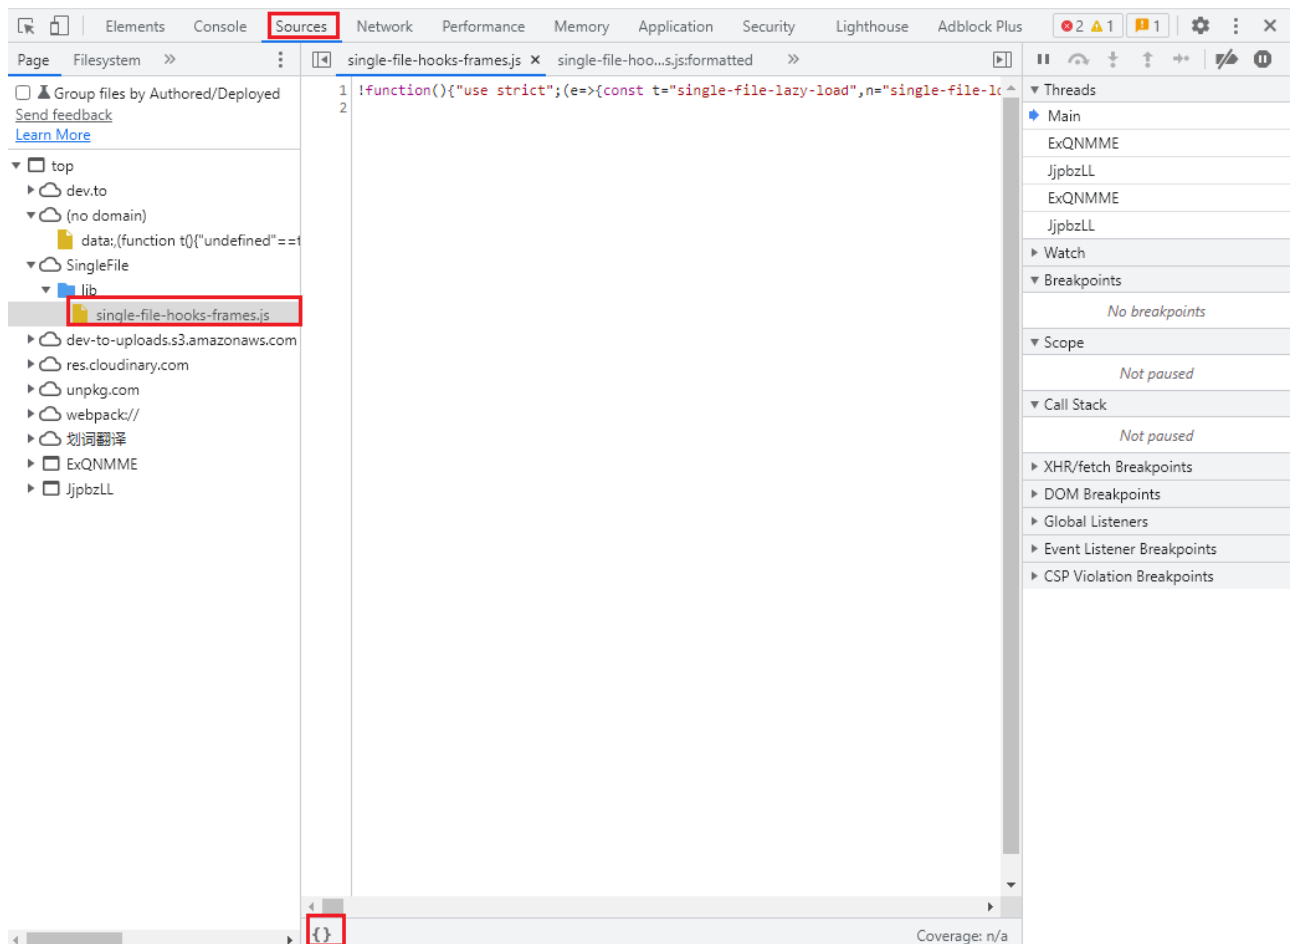 Elements Console Sources Network Performance Memory Application Security Lighthouse Adblock Plus 2 1 1
Page Filesystem
single-file-hooks-frames.js single-file-hoo...s.js:formatted
Group files by Authored/Deployed
Send feedback
Learn More
top
dev.to
(no domain)
data:,(function t(){"undefined"==t
SingleFile
lib
single-file-hooks-frames.js
dev-to-uploads.s3.amazonaws.com
res.cloudinary.com
unpkg.com
webpack://
划词翻译
ExQNMME
JjpbzLL
1 !function(){"use strict";(e=>{const t="single-file-lazy-load",n="single-file-lo
2
{}
Coverage: n/a
Threads
Main
ExQNMME
JjpbzLL
ExQNMME
JjpbzLL
Watch
Breakpoints
No breakpoints
Scope
Not paused
Call Stack
Not paused
XHR/fetch Breakpoints
DOM Breakpoints
Global Listeners
Event Listener Breakpoints
CSP Violation Breakpoints